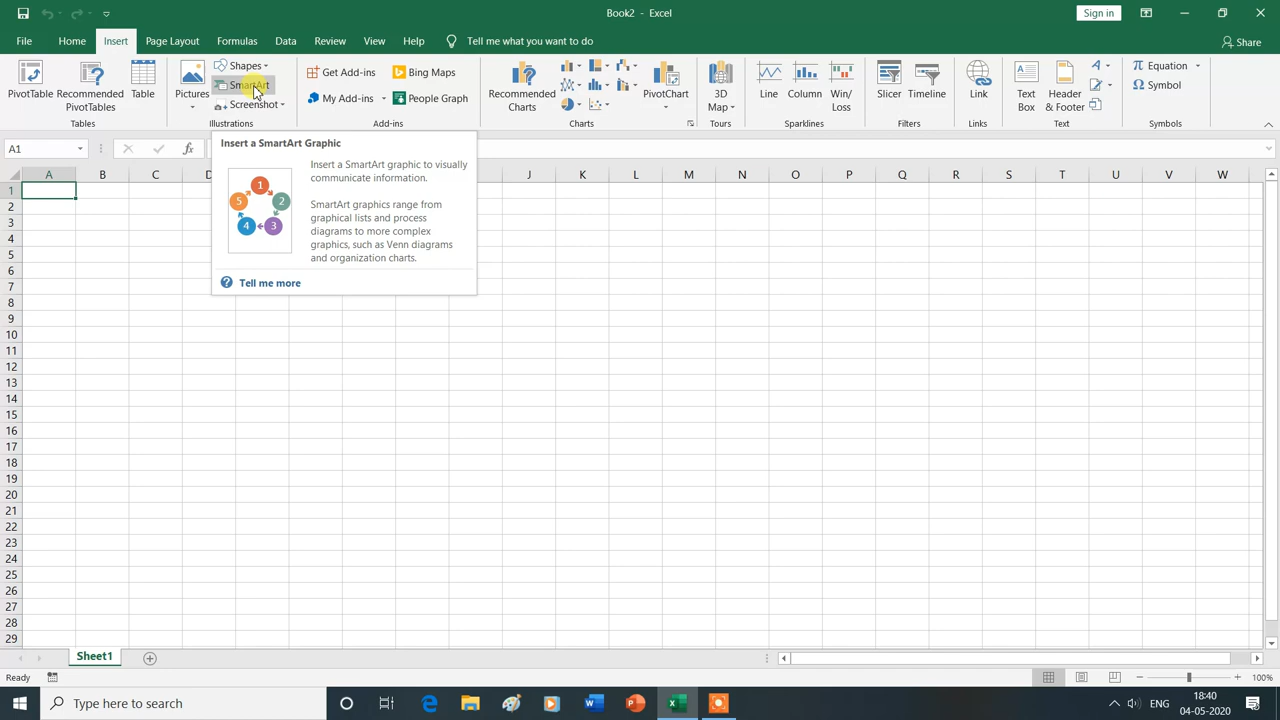 Book2 - Excel
Sign in
File Home Insert Page Layout Formulas Data Review View Help Tell me what you want to do Share
PivotTable
Recommended
PivotTables
Table
Tables
Pictures
Shapes
SmartArt
Screenshot
Illustrations
Get Add-ins
My Add-ins
Bing Maps
People Graph
Add-ins
Recommended
Charts
PivotChart
Charts
3D
Map
Tours
Line
Column
Win/
Loss
Sparklines
Slicer
Timeline
Filters
Link
Links
Text
Box
Header
& Footer
Text
Equation
Symbol
Symbols
A1
fx
Insert a SmartArt Graphic
Insert a SmartArt graphic to visually
communicate information.
SmartArt graphics range from
graphical lists and process
diagrams to more complex
graphics, such as Venn diagrams
and organization charts.
1
2
3
4
5
Tell me more
A B C D J K L M N O P Q R S T U V W
1
2
3
4
5
6
7
8
9
10
11
12
13
14
15
16
17
18
19
20
21
22
23
24
25
26
27
28
29
Sheet1
Ready
100%
Type here to search
ENG
18:40
04-05-2020